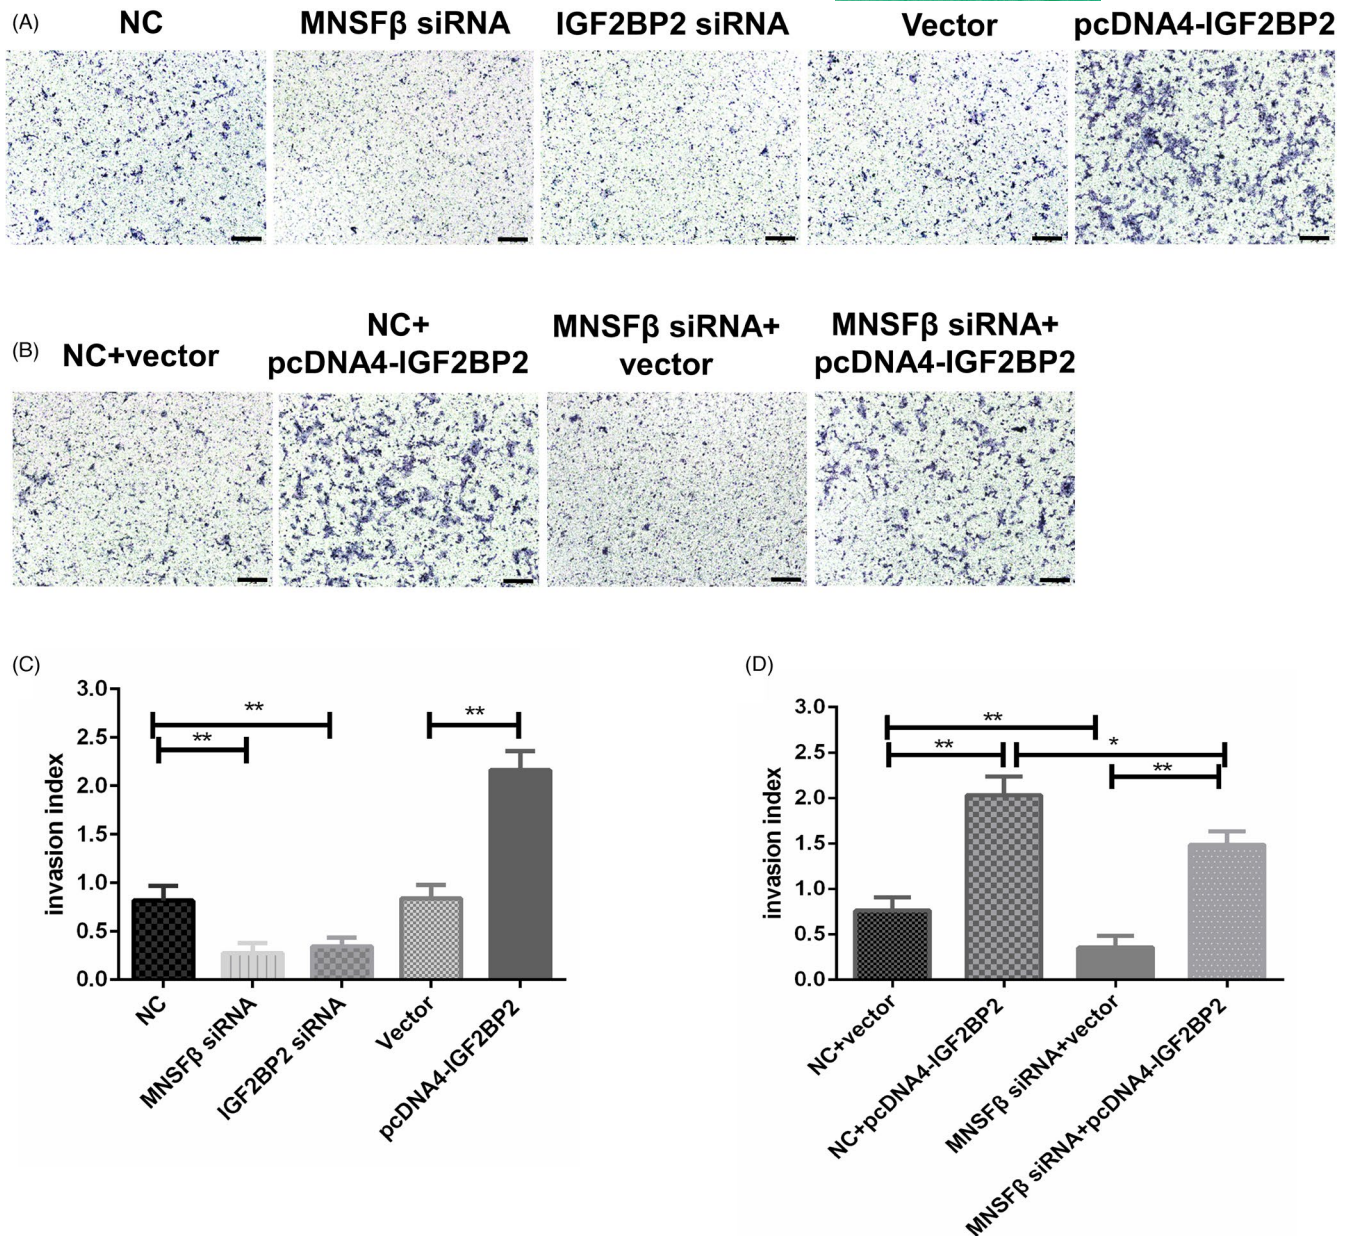 (A)
NC
MNSFβ siRNA
IGF2BP2 siRNA
Vector
pcDNA4-IGF2BP2
(B)
NC+vector
NC+
pcDNA4-IGF2BP2
MNSFβ siRNA+
vector
MNSFβ siRNA+
pcDNA4-IGF2BP2
(C)
invasion index
3.0
2.5
2.0
1.5
1.0
0.5
0.0
**
**
**
NC
MNSFβ siRNA
IGF2BP2 siRNA
Vector
pcDNA4-IGF2BP2
(D)
invasion index
3.0
2.5
2.0
1.5
1.0
0.5
0.0
**
**
*
**
NC+vector
NC+pcDNA4-IGF2BP2
MNSFβ siRNA+vector
MNSFβ siRNA+pcDNA4-IGF2BP2